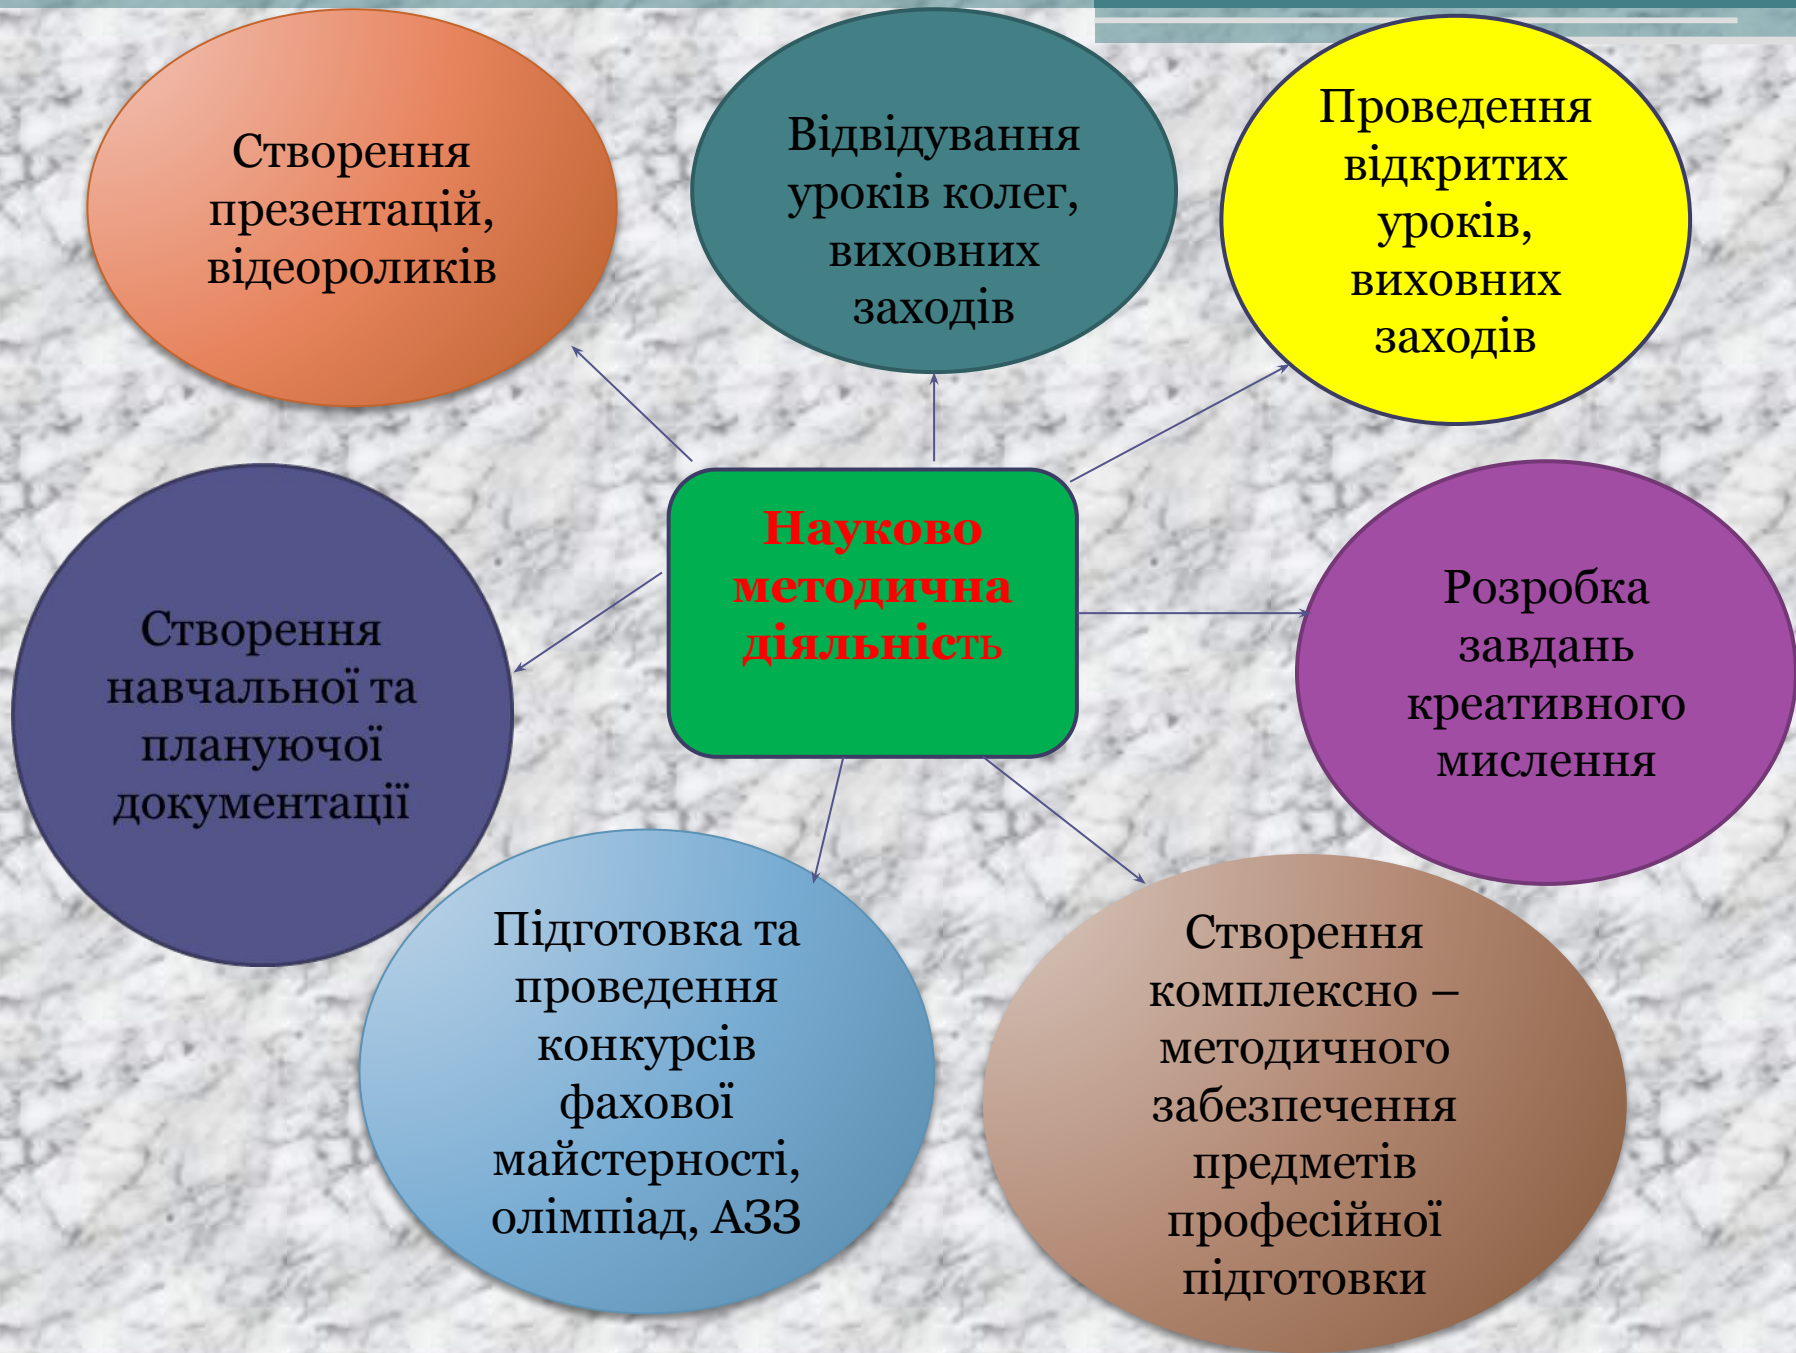 Створення
презентацій,
відеороликів
Відвідування
уроків колег,
виховних
заходів
Проведення
відкритих
уроків,
виховних
заходів
Науково
методична
діяльність
Створення
навчальної та
плануючої
документації
Розробка
завдань
креативного
мислення
Підготовка та
проведення
конкурсів
фахової
майстерності,
олімпіад, АЗЗ
Створення
комплексно –
методичного
забезпечення
предметів
професійної
підготовки